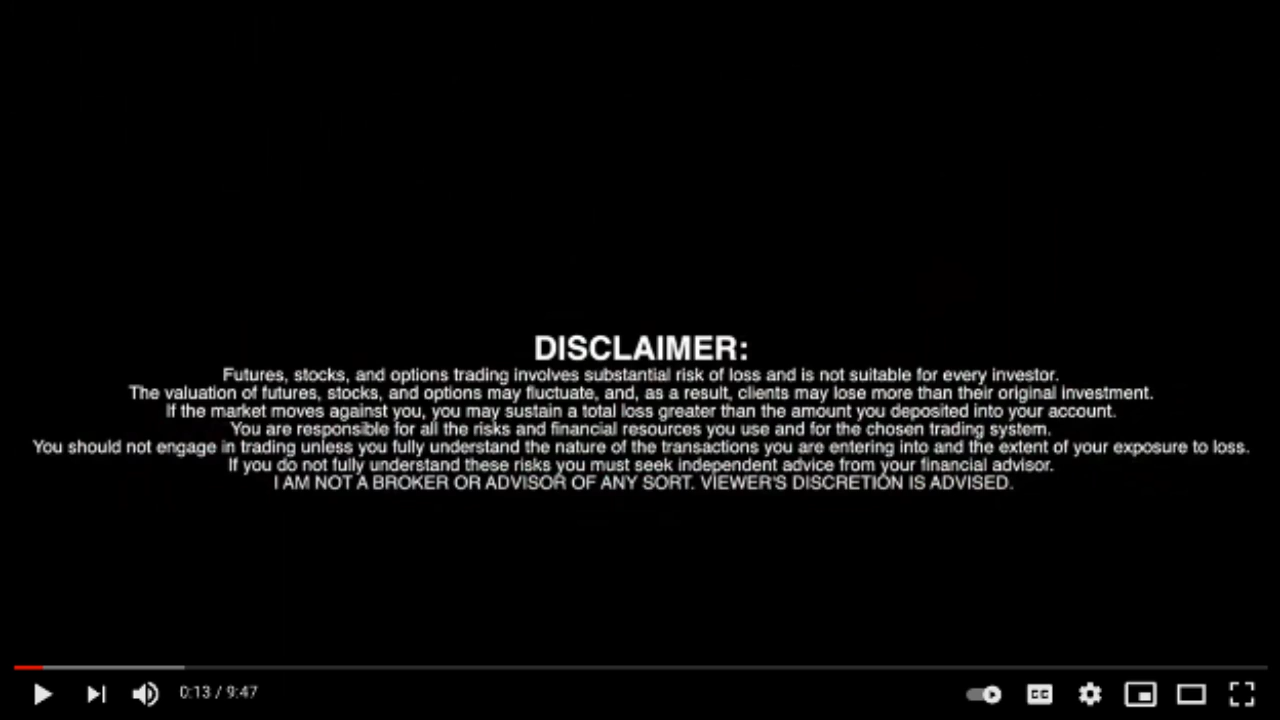 DISCLAIMER:
Futures, stocks, and options trading involves substantial risk of loss and is not suitable for every investor.
The valuation of futures, stocks, and options may fluctuate, and, as a result, clients may lose more than their original investment.
If the market moves against you, you may sustain a total loss greater than the amount you deposited into your account.
You are responsible for all the risks and financial resources you use and for the chosen trading system.
You should not engage in trading unless you fully understand the nature of the transactions you are entering into and the extent of your exposure to loss.
If you do not fully understand these risks you must seek independent advice from your financial advisor.
I AM NOT A BROKER OR ADVISOR OF ANY SORT. VIEWER'S DISCRETION IS ADVISED.
0:13 / 9:47
CC